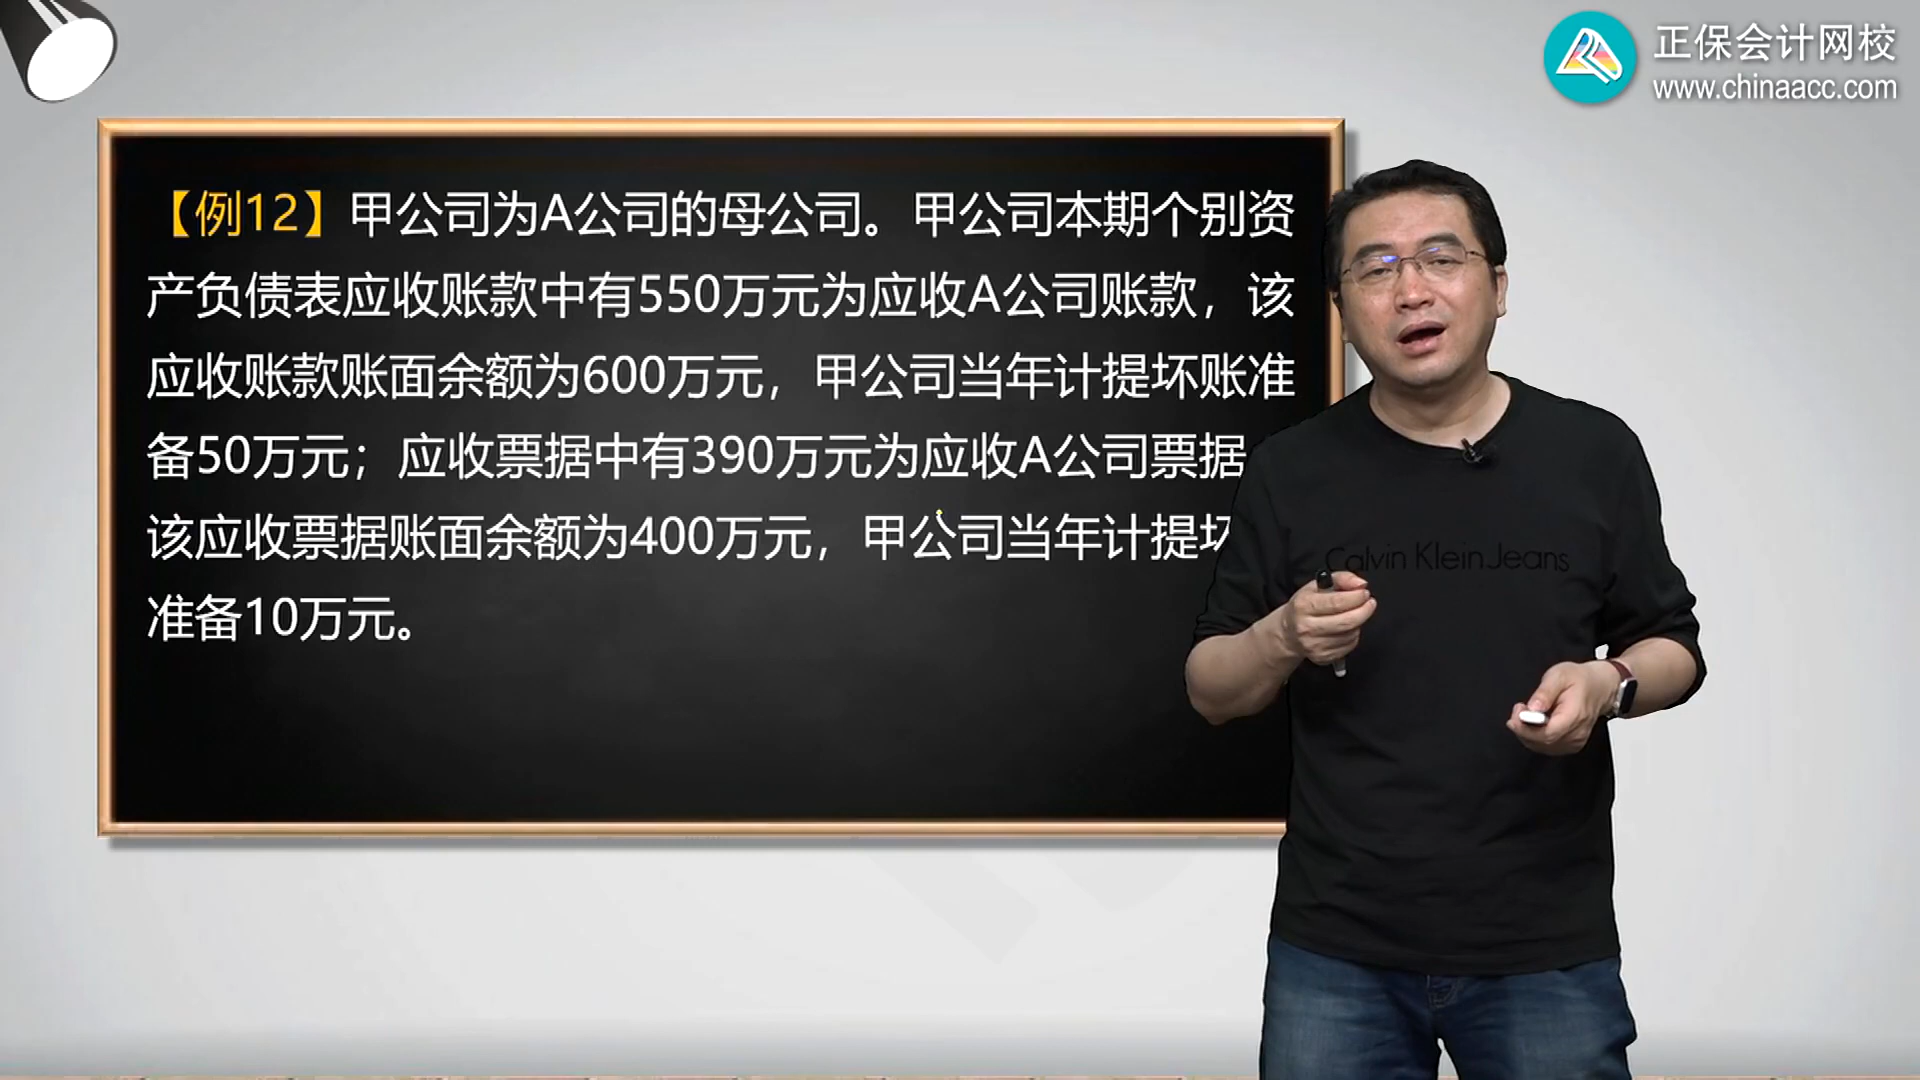 正保会计网校
www.chinaacc.com
【例12】甲公司为A公司的母公司。甲公司本期个别资
产负债表应收账款中有550万元为应收A公司账款，该
应收账款账面余额为600万元，甲公司当年计提坏账准
备50万元；应收票据中有390万元为应收A公司票据
该应收票据账面余额为400万元，甲公司当年计提坏
准备10万元。
Calvin Klein Jeans